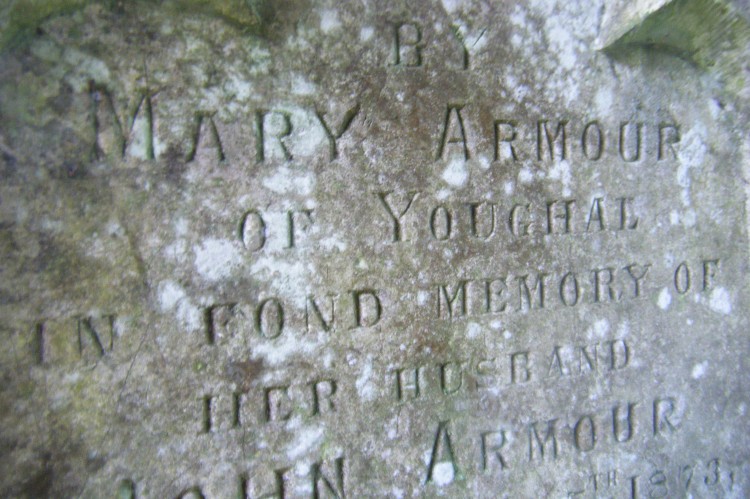 BY
MARY ARMOUR
OF YOUGHAL
IN FOND MEMORY OF
HER HUSBAND
JOHN ARMOUR